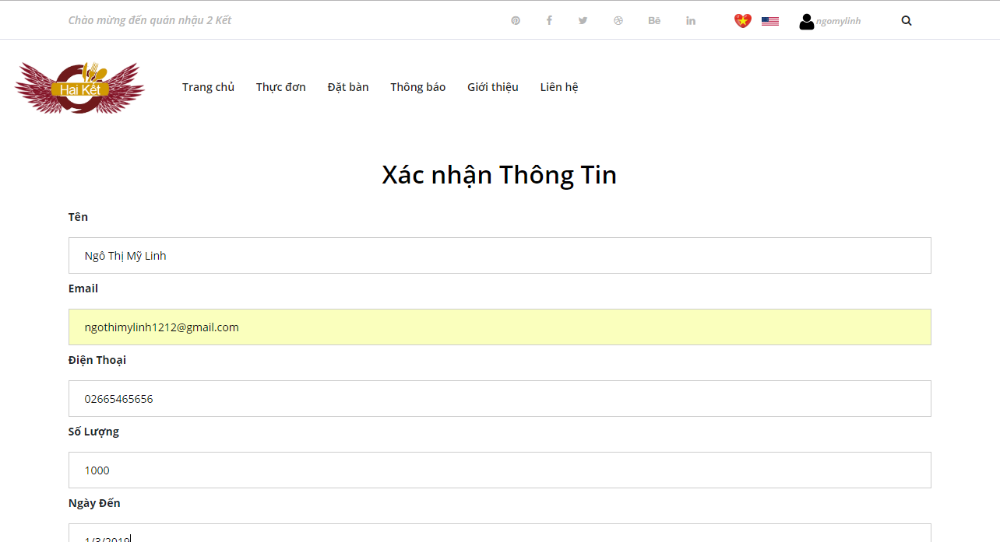 Chào mừng đến quán nhậu 2 Kết
ngomylinh
Hai Kết
Trang chủ Thực đơn Đặt bàn Thông báo Giới thiệu Liên hệ
Xác nhận Thông Tin
Tên
Ngô Thị Mỹ Linh
Email
ngothimylinh1212@gmail.com
Điện Thoại
02665465656
Số Lượng
1000
Ngày Đến
1/3/2019